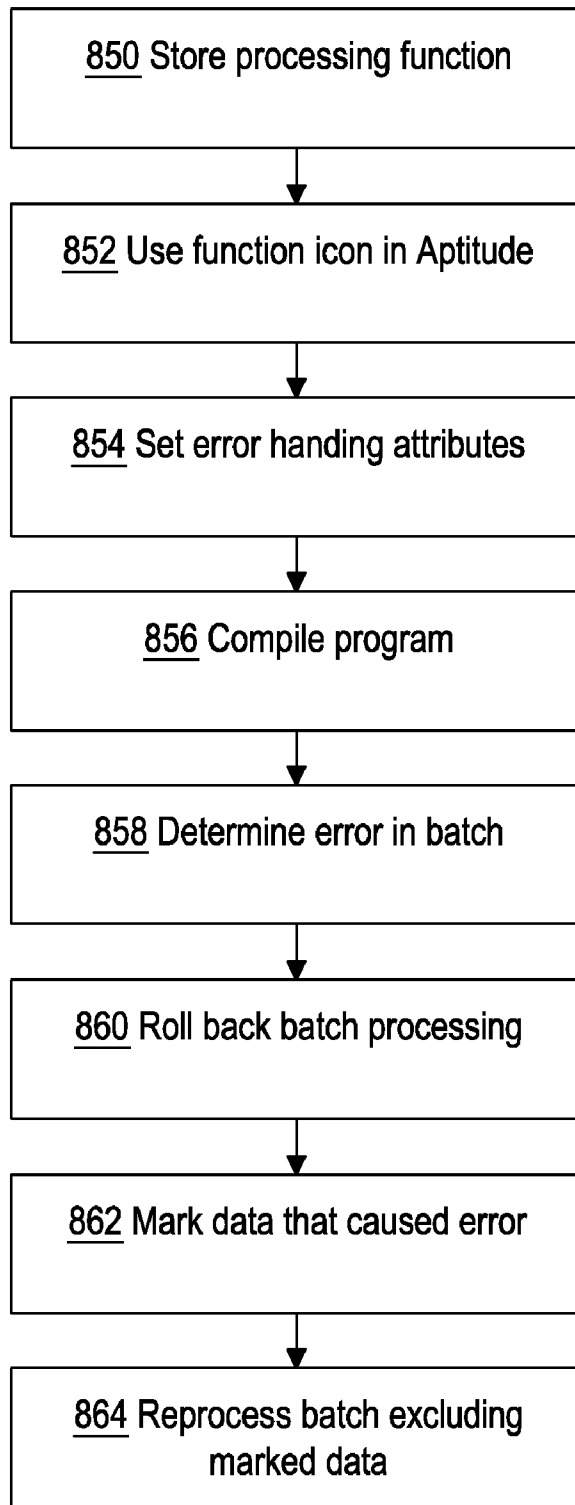 850 Store processing function
852 Use function icon in Aptitude
854 Set error handing attributes
856 Compile program
858 Determine error in batch
860 Roll back batch processing
862 Mark data that caused error
864 Reprocess batch excluding
marked data